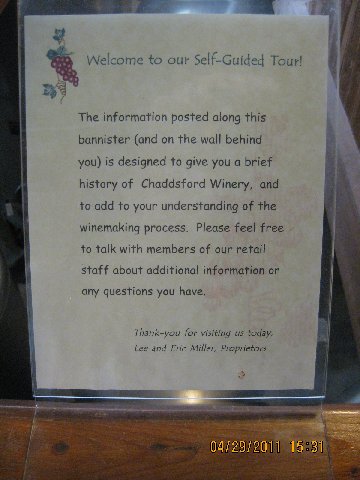 Welcome to our Self-Guided Tour!
The information posted along this
bannister (and on the wall behind
you) is designed to give you a brief
history of Chaddsford Winery, and
to add to your understanding of the
winemaking process. Please feel free
to talk with members of our retail
staff about additional information or
any questions you have.
Thank-you for visiting us today.
Lee and Eric Miller, Proprietors
04/29/2011 15:31